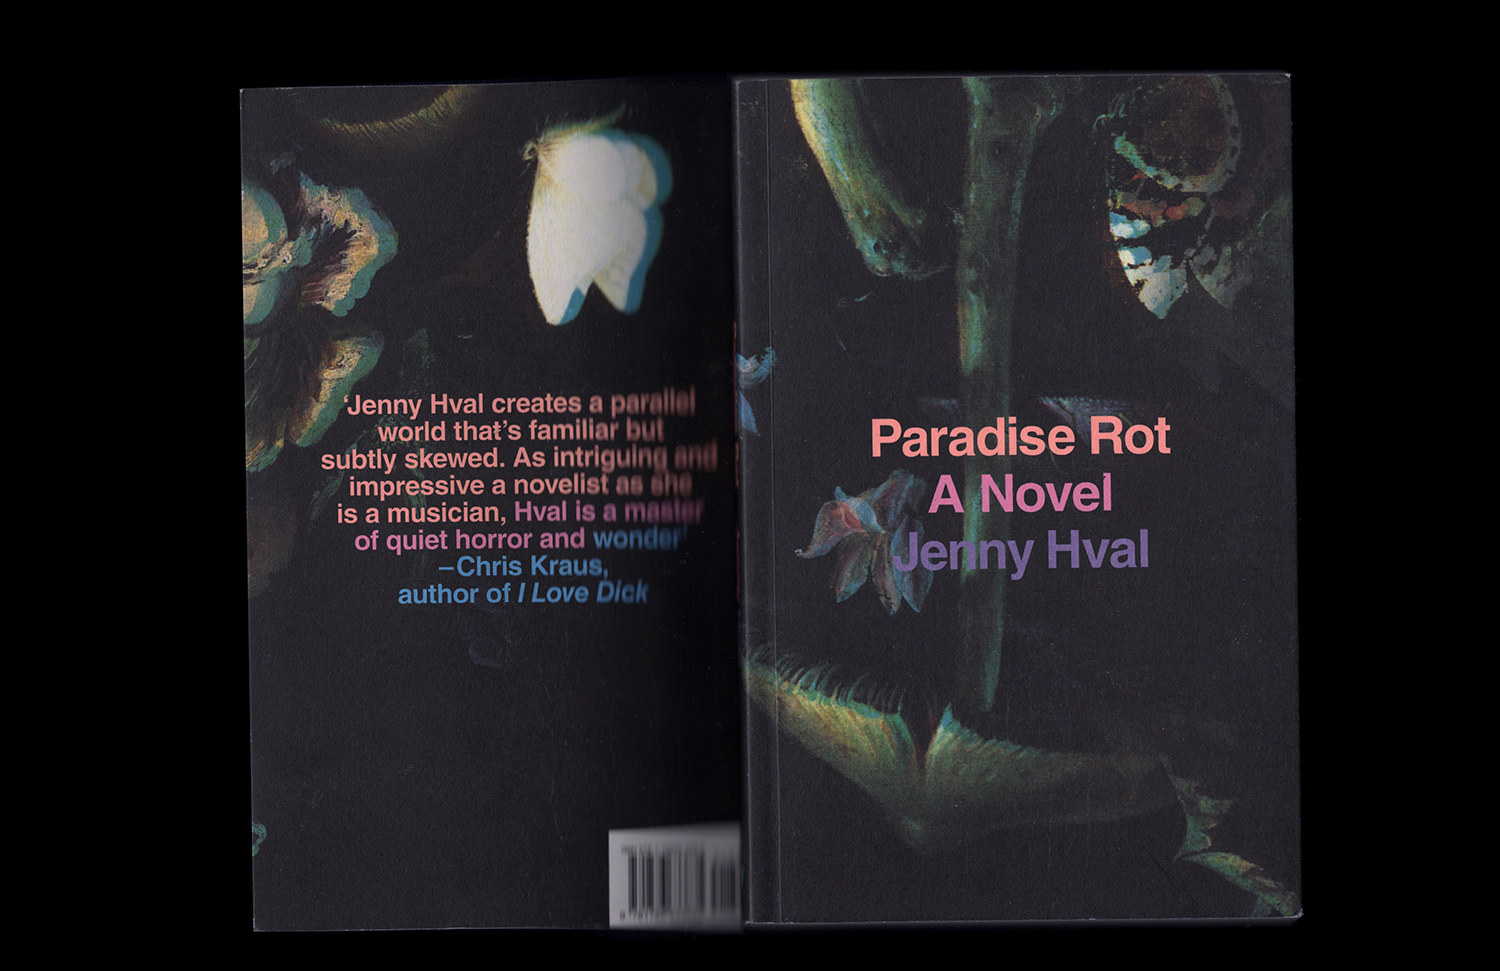 ‘Jenny Hval creates a parallel
world that’s familiar but
subtly skewed. As intriguing and
impressive a novelist as she
is a musician, Hval is a master
of quiet horror and wonder’
–Chris Kraus,
author of I Love Dick
Paradise Rot
A Novel
Jenny Hval